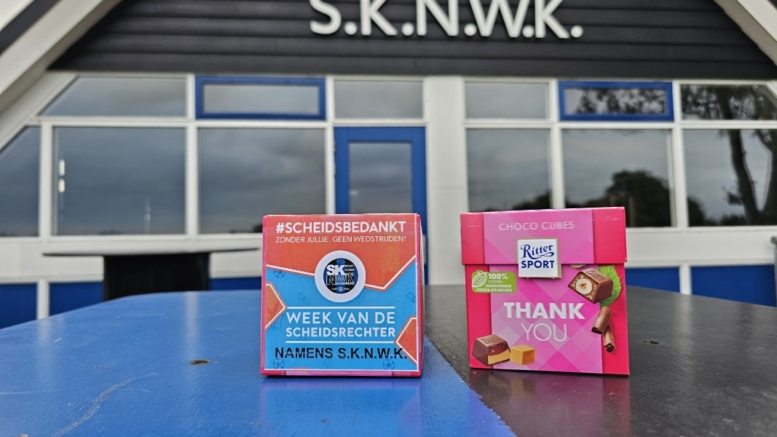 S.K.N.W.K.
#SCHEIDSBEDANKT
ZONDER JULLIE, GEEN WEDSTRIJDEN!
SK
NWK
WEEK VAN DE
SCHEIDSRECHTER
NAMENS S.K.N.W.K.
CHOCO CUBES
Ritter
SPORT
100%
THANK
YOU